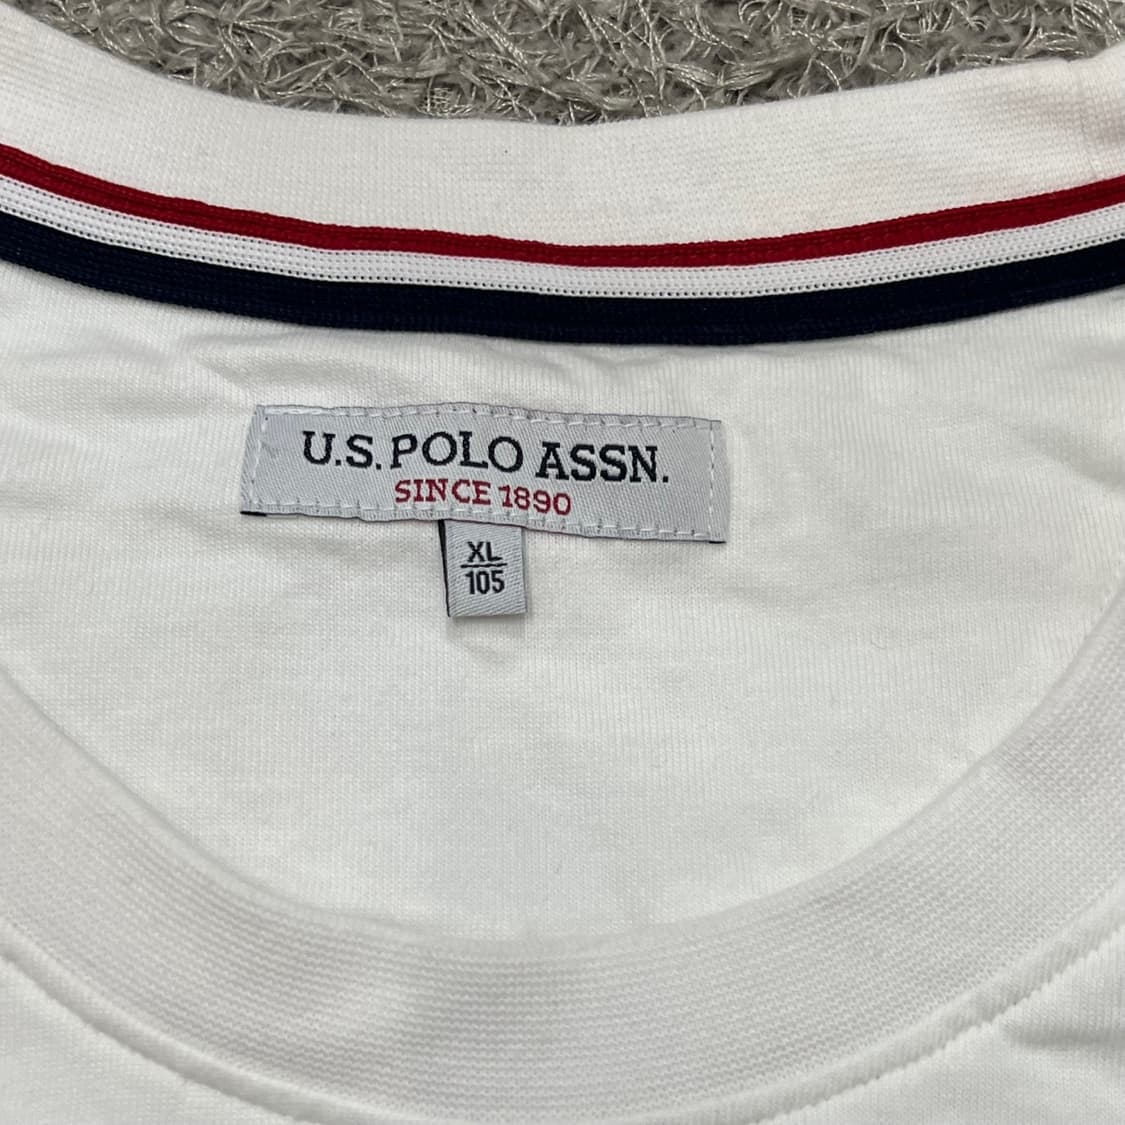 U.S. POLO ASSN.
SINCE 1890
XL
105